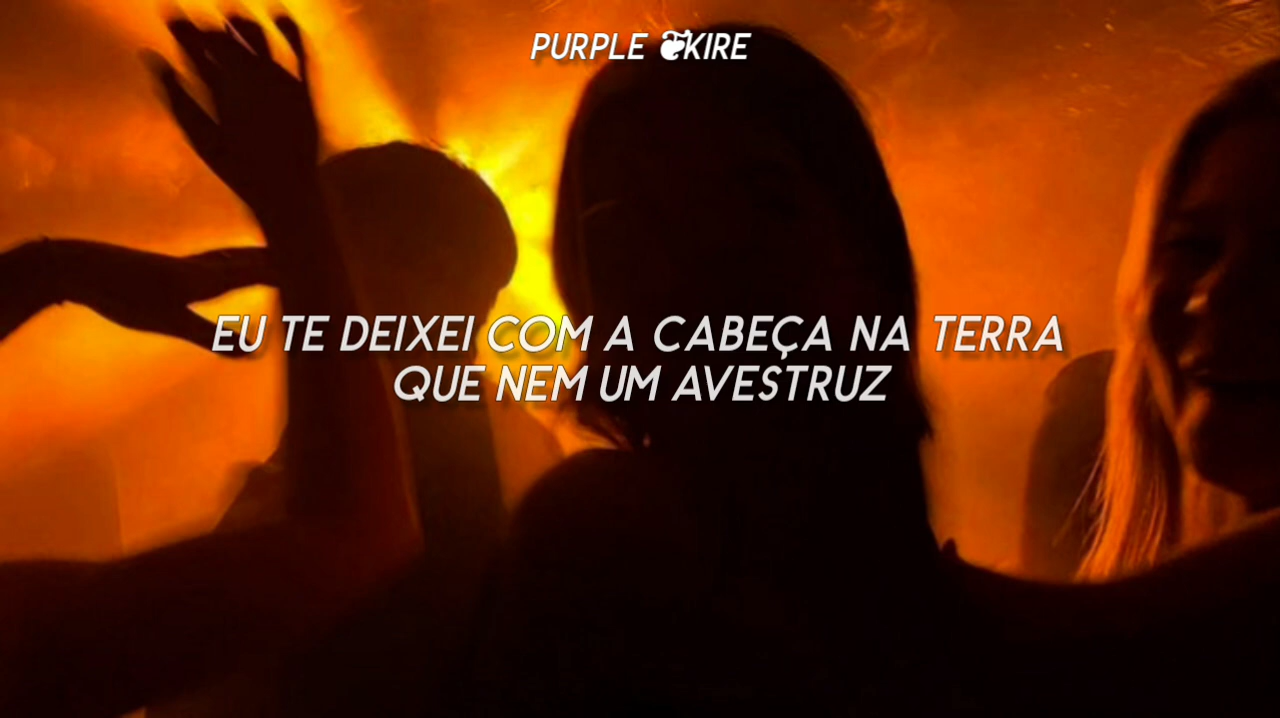 PURPLE ❦KIRE
EU TE DEIXEI COM A CABEÇA NA TERRA
QUE NEM UM AVESTRUZ